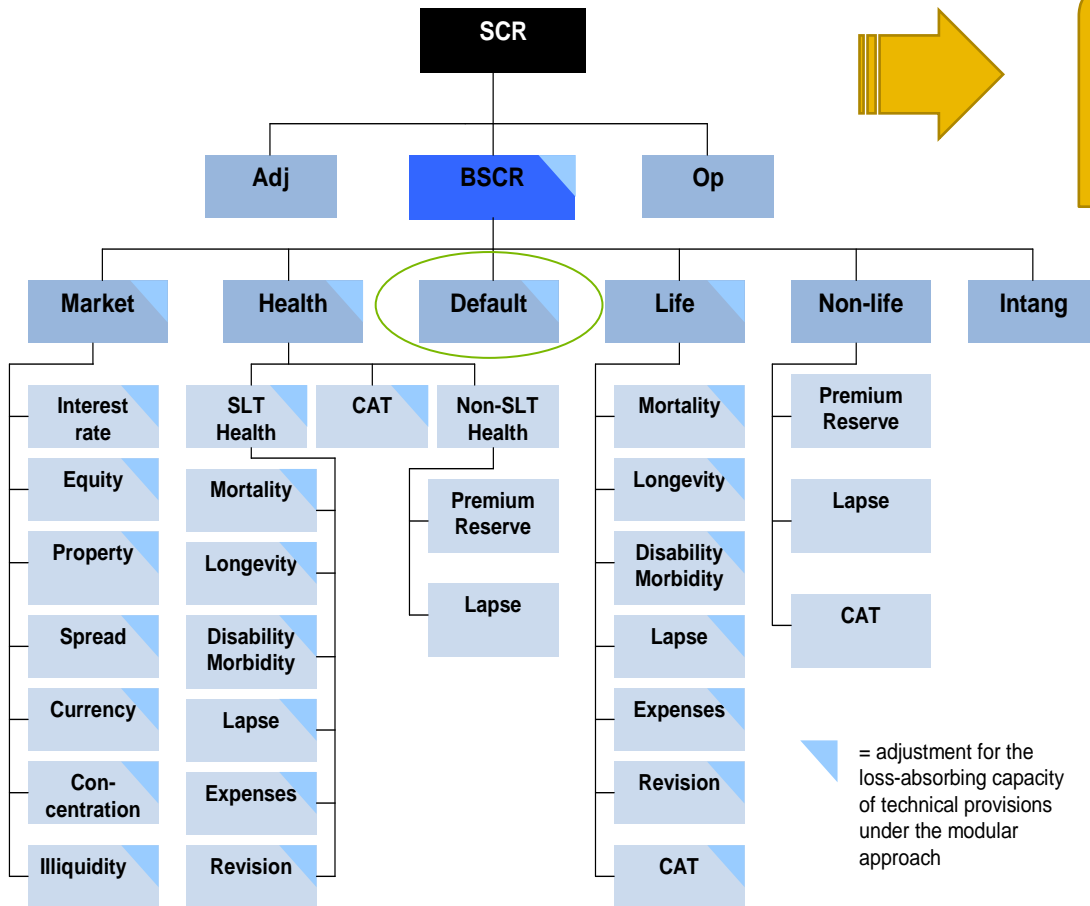 SCR
Adj
BSCR
Op
Market
Health
Default
Life
Non-life
Intang
Interest
rate
Equity
Property
Spread
Currency
Con-
centration
Illiquidity
SLT
Health
CAT
Non-SLT
Health
Mortality
Longevity
Disability
Morbidity
Lapse
Expenses
Revision
Premium
Reserve
Lapse
Mortality
Longevity
Disability
Morbidity
Lapse
Expenses
Revision
CAT
Premium
Reserve
Lapse
CAT
= adjustment for the
loss-absorbing capacity
of technical provisions
under the modular
approach